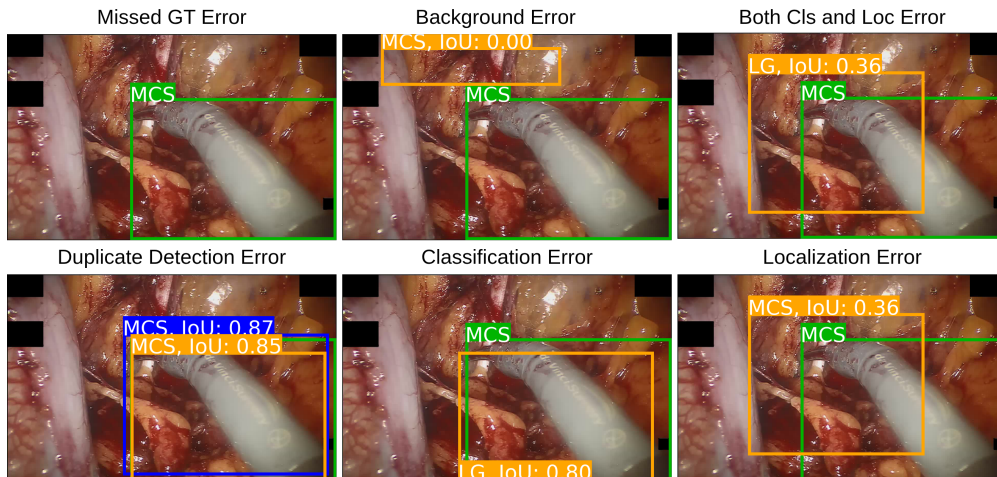 Missed GT Error
Background Error
Both Cls and Loc Error
MCS
MCS, IoU: 0.00
MCS
LG, IoU: 0.36
MCS
Duplicate Detection Error
Classification Error
Localization Error
MCS, IoU: 0.87
MCS, IoU: 0.85
MCS
LG, IoU: 0.80
MCS, IoU: 0.36
MCS